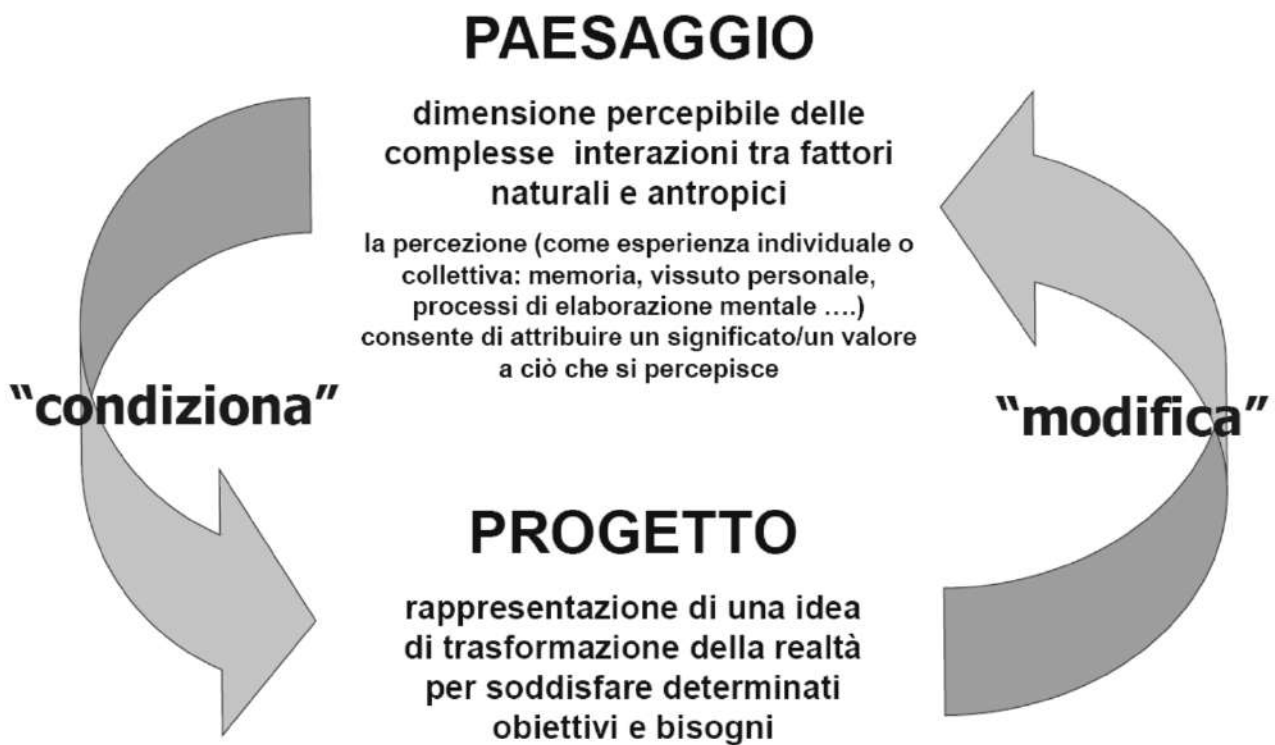 PAESAGGIO
dimensione percepibile delle
complesse interazioni tra fattori
naturali e antropici
la percezione (come esperienza individuale o
collettiva: memoria, vissuto personale,
processi di elaborazione mentale ....)
consente di attribuire un significato/un valore
a ciò che si percepisce
“condiziona”
“modifica”
PROGETTO
rappresentazione di una idea
di trasformazione della realtà
per soddisfare determinati
obiettivi e bisogni